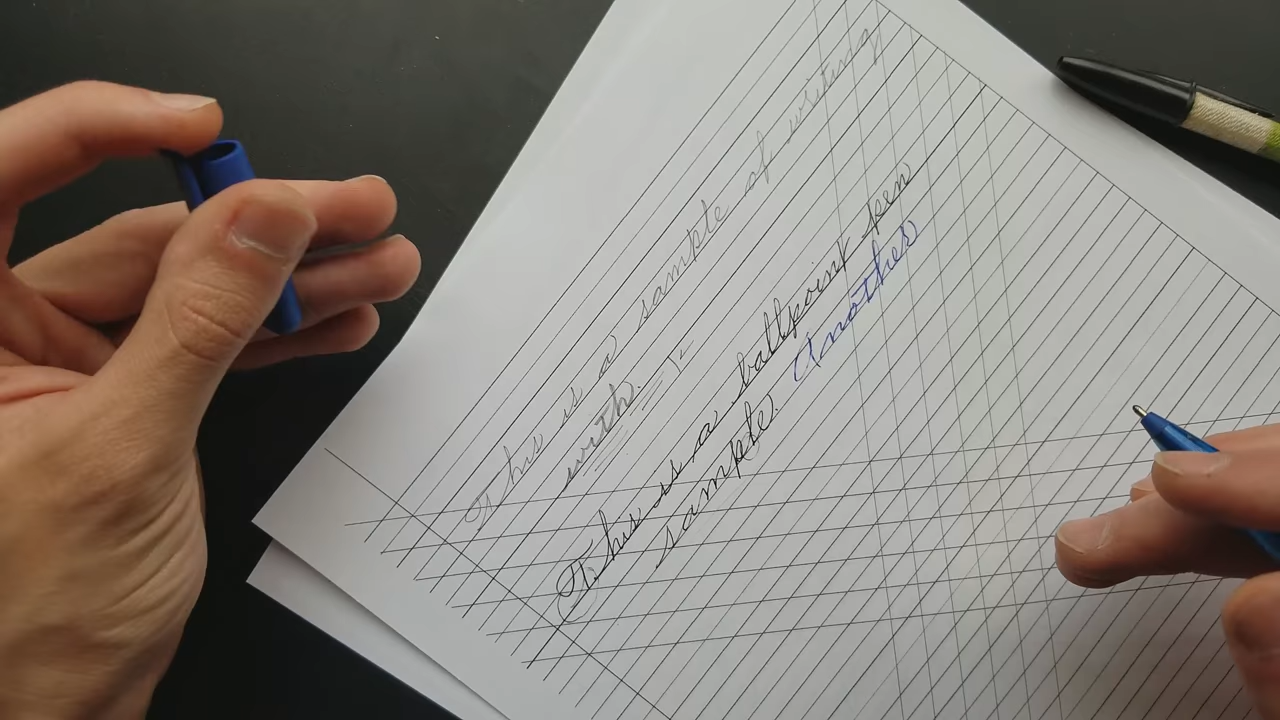 This is a sample of writing
with.
This is a ballpoint pen
sample. Another